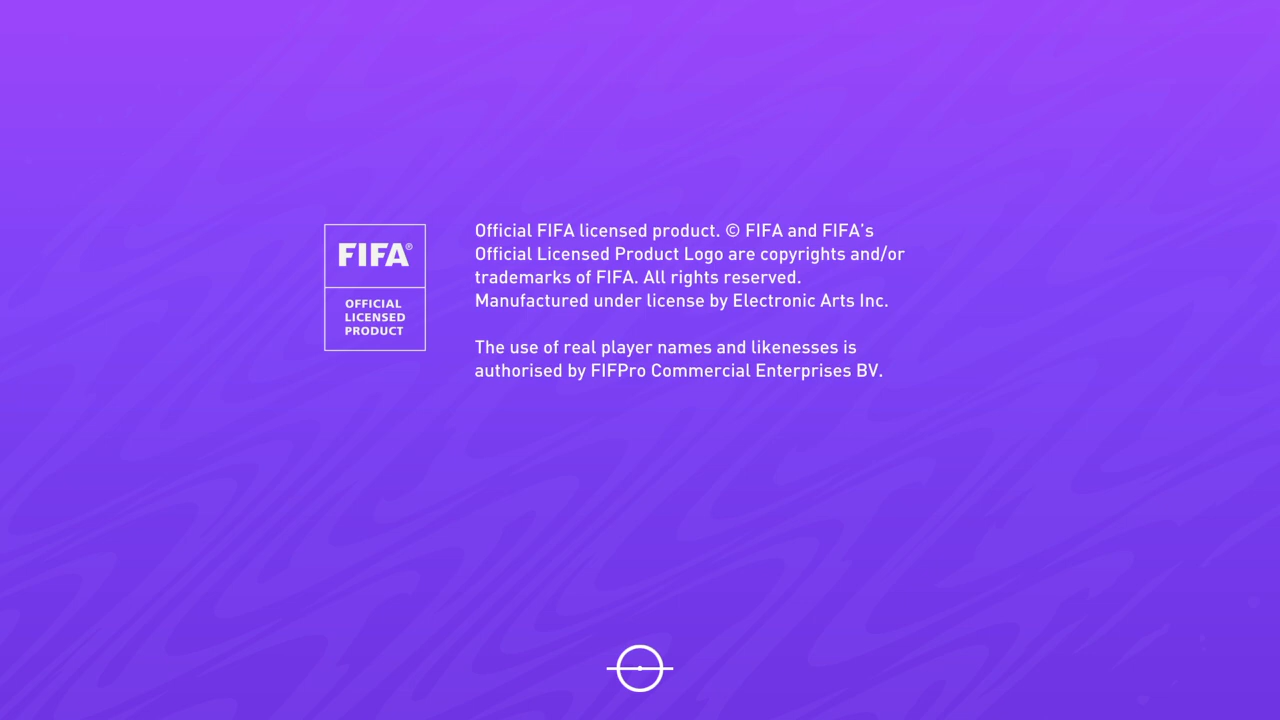 FIFA®
OFFICIAL
LICENSED
PRODUCT
Official FIFA licensed product. © FIFA and FIFA's
Official Licensed Product Logo are copyrights and/or
trademarks of FIFA. All rights reserved.
Manufactured under license by Electronic Arts Inc.
The use of real player names and likenesses is
authorised by FIFPro Commercial Enterprises BV.